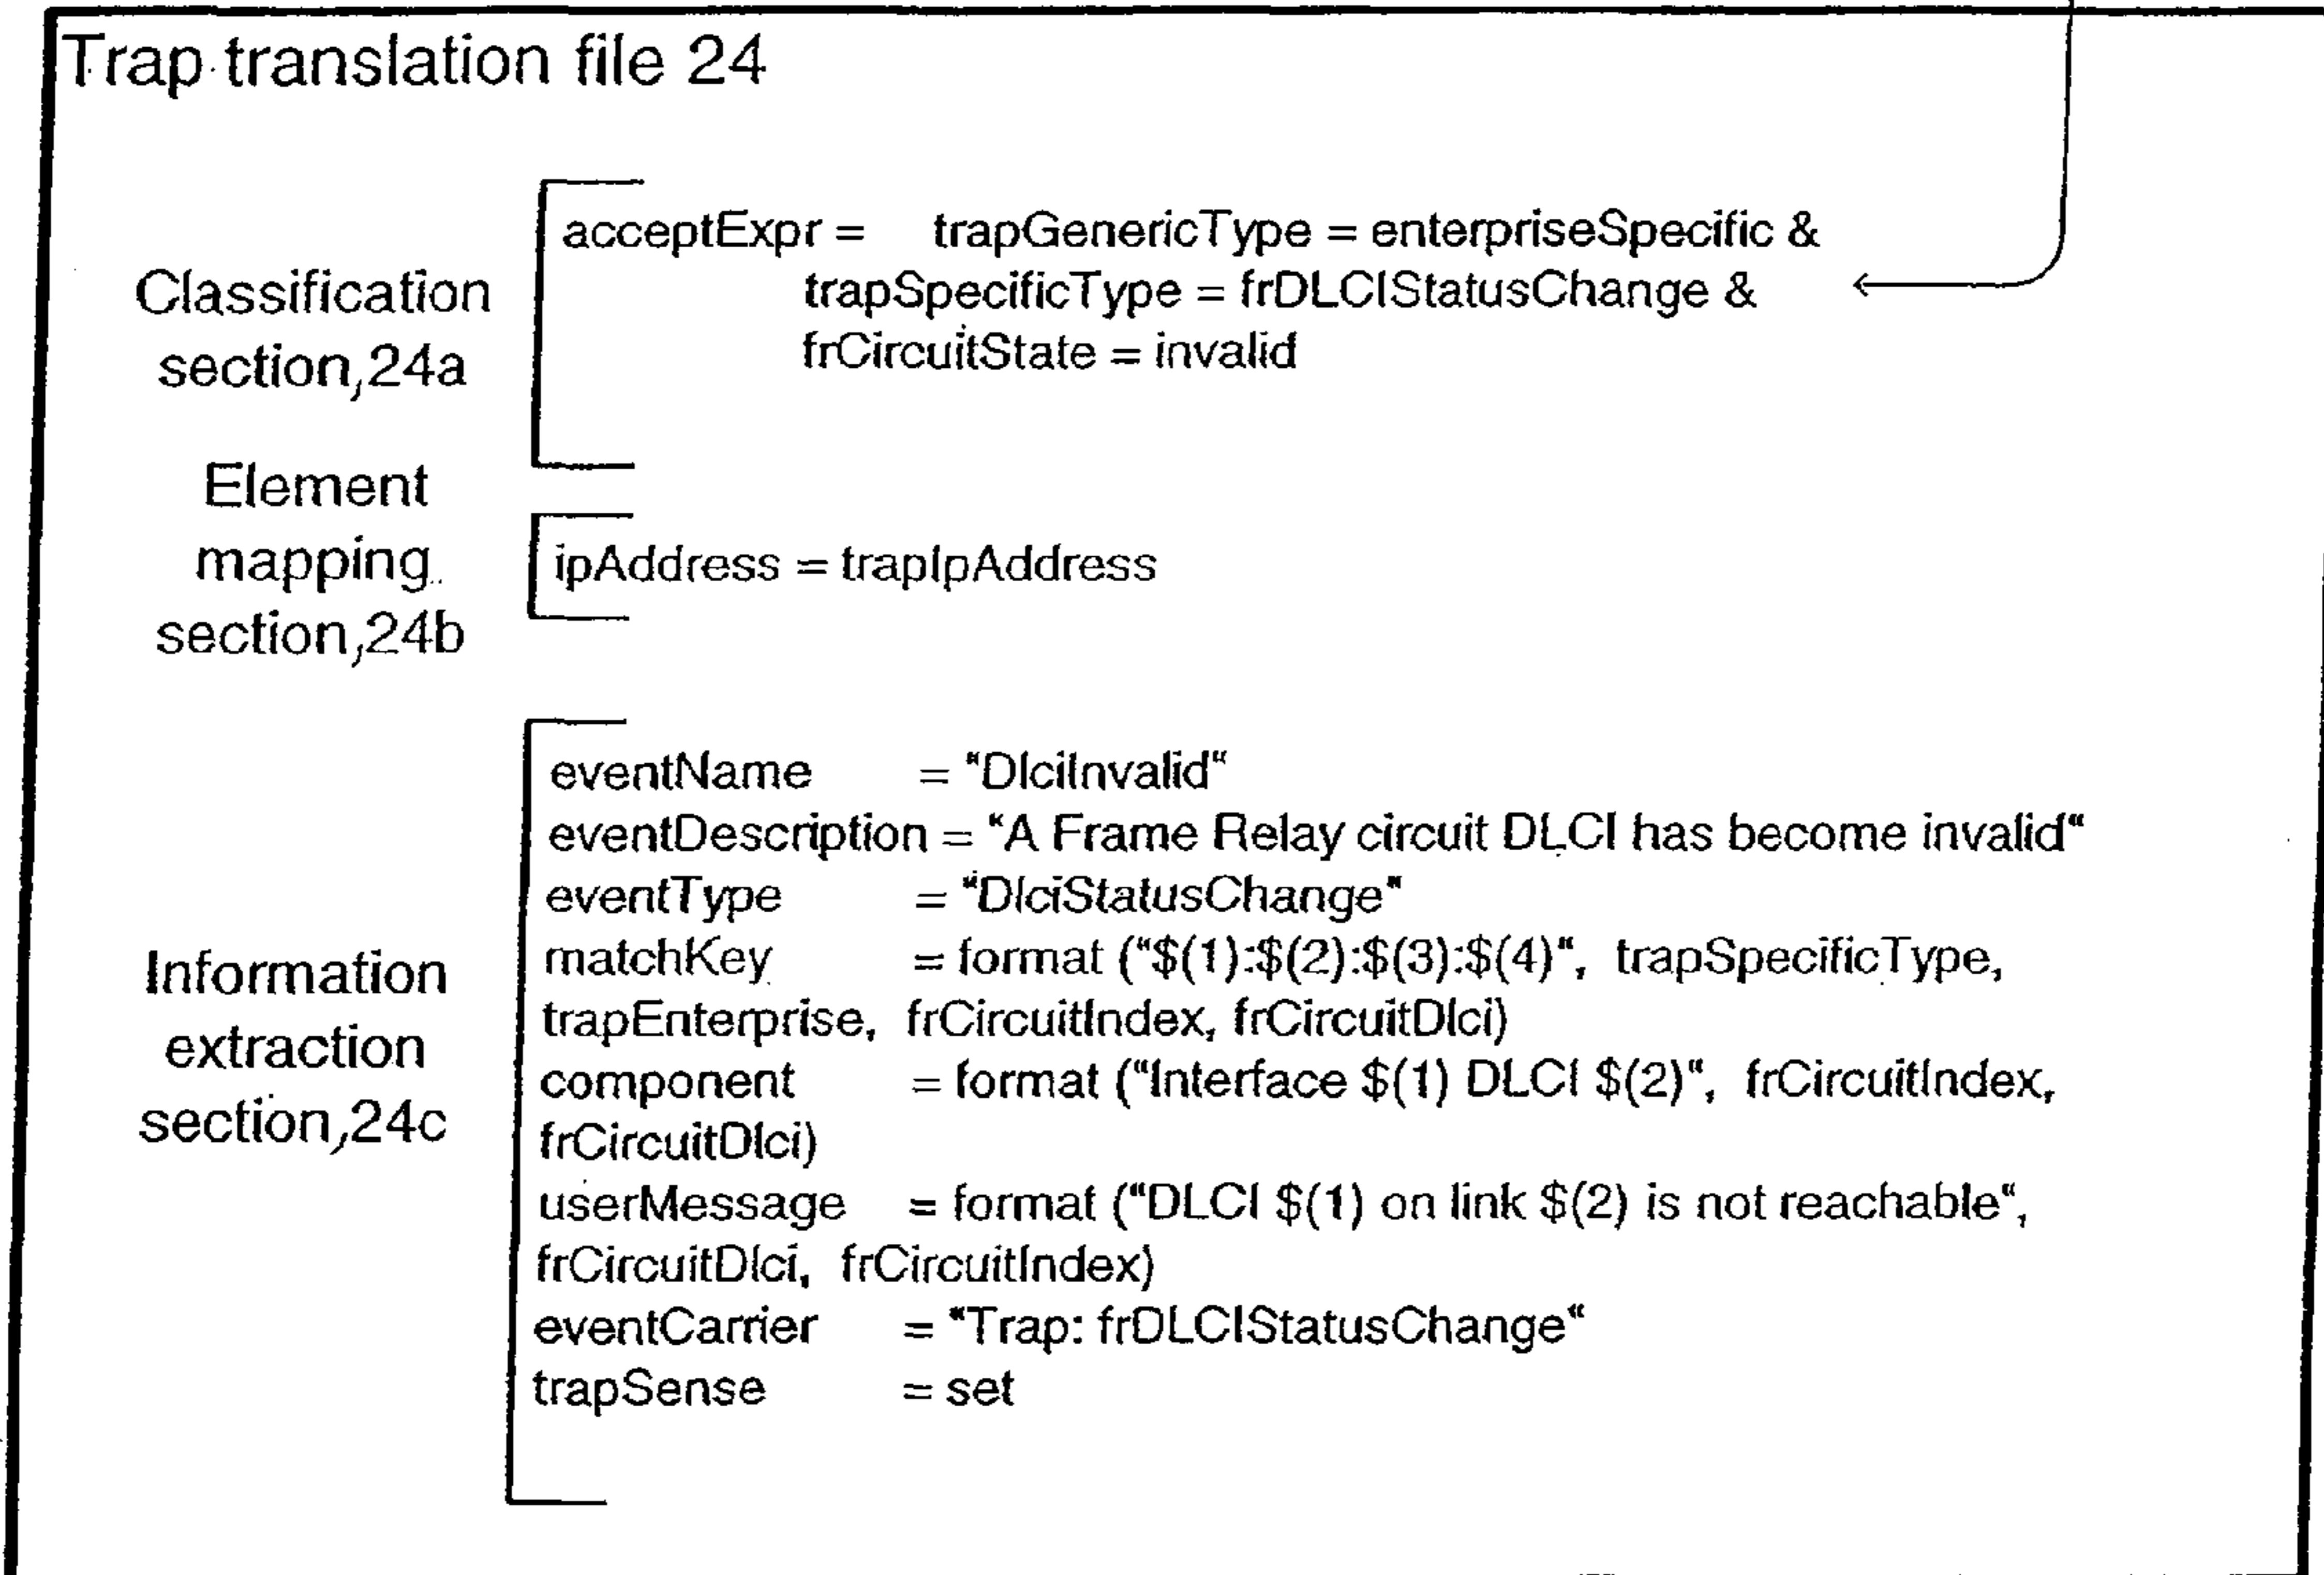 Trap translation file 24
Classification
section,24a
acceptExpr = trapGenericType = enterpriseSpecific &
trapSpecificType = frDLCIStatusChange &
frCircuitState = invalid
Element
mapping
section,24b
ipAddress = trapIpAddress
Information
extraction
section,24c
eventName = "DlciInvalid"
eventDescription = "A Frame Relay circuit DLCI has become invalid"
eventType = "DlciStatusChange"
matchKey = format ("$(1):$(2):$(3):$(4)", trapSpecificType,
trapEnterprise, frCircuitIndex, frCircuitDlci)
component = format ("Interface $(1) DLCI $(2)", frCircuitIndex,
frCircuitDlci)
userMessage = format ("DLCI $(1) on link $(2) is not reachable",
frCircuitDlci, frCircuitIndex)
eventCarrier = "Trap: frDLCIStatusChange"
trapSense = set